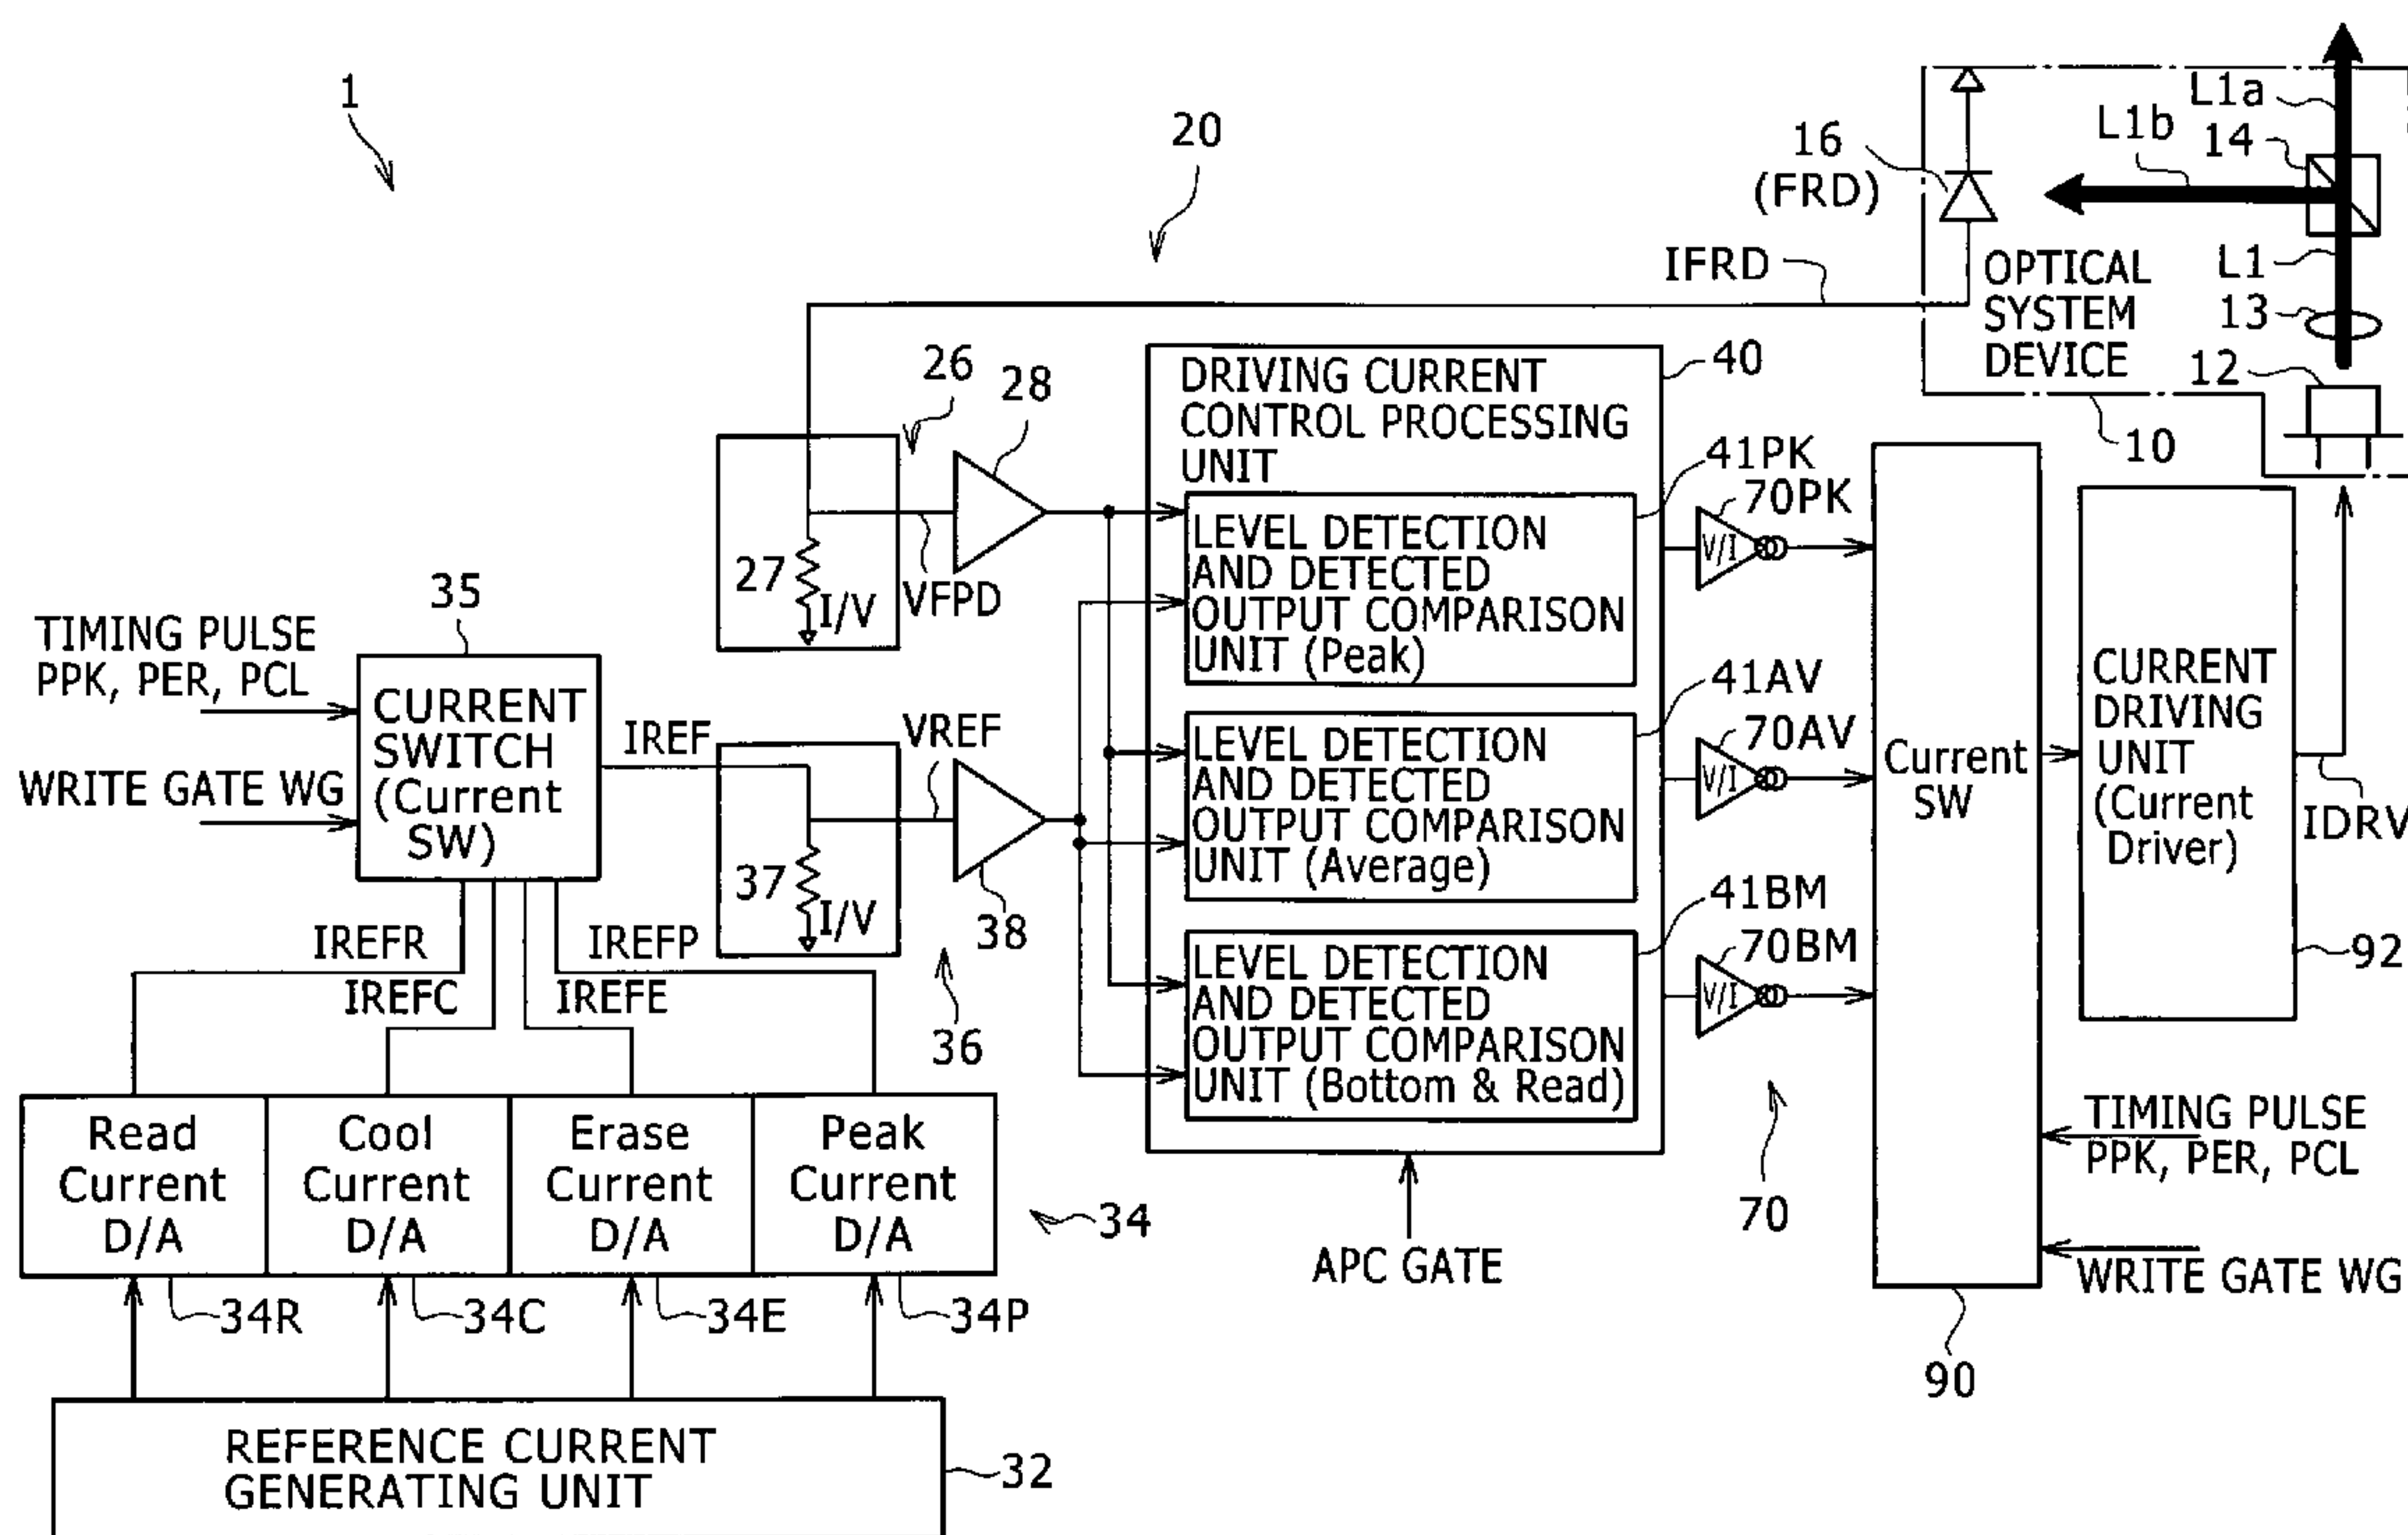 1
20
16
(FRD)
L1a
L1b
14
L1
13
12
OPTICAL
SYSTEM
DEVICE
10
IFRD
26
28
27
I/V
VFPD
DRIVING CURRENT
CONTROL PROCESSING
UNIT
40
LEVEL DETECTION
AND DETECTED
OUTPUT COMPARISON
UNIT (Peak)
41PK
70PK
V/I
LEVEL DETECTION
AND DETECTED
OUTPUT COMPARISON
UNIT (Average)
41AV
70AV
V/I
LEVEL DETECTION
AND DETECTED
OUTPUT COMPARISON
UNIT (Bottom & Read)
41BM
70BM
V/I
70
APC GATE
35
TIMING PULSE
PPK, PER, PCL
WRITE GATE WG
CURRENT
SWITCH
(Current
SW)
IREF
VREF
37
I/V
38
36
IREFR
IREFC
IREFP
IREFE
Read
Current
D/A
Cool
Current
D/A
Erase
Current
D/A
Peak
Current
D/A
34
34R
34C
34E
34P
REFERENCE CURRENT
GENERATING UNIT
32
Current
SW
90
CURRENT
DRIVING
UNIT
(Current
Driver)
IDRV
92
TIMING PULSE
PPK, PER, PCL
WRITE GATE WG